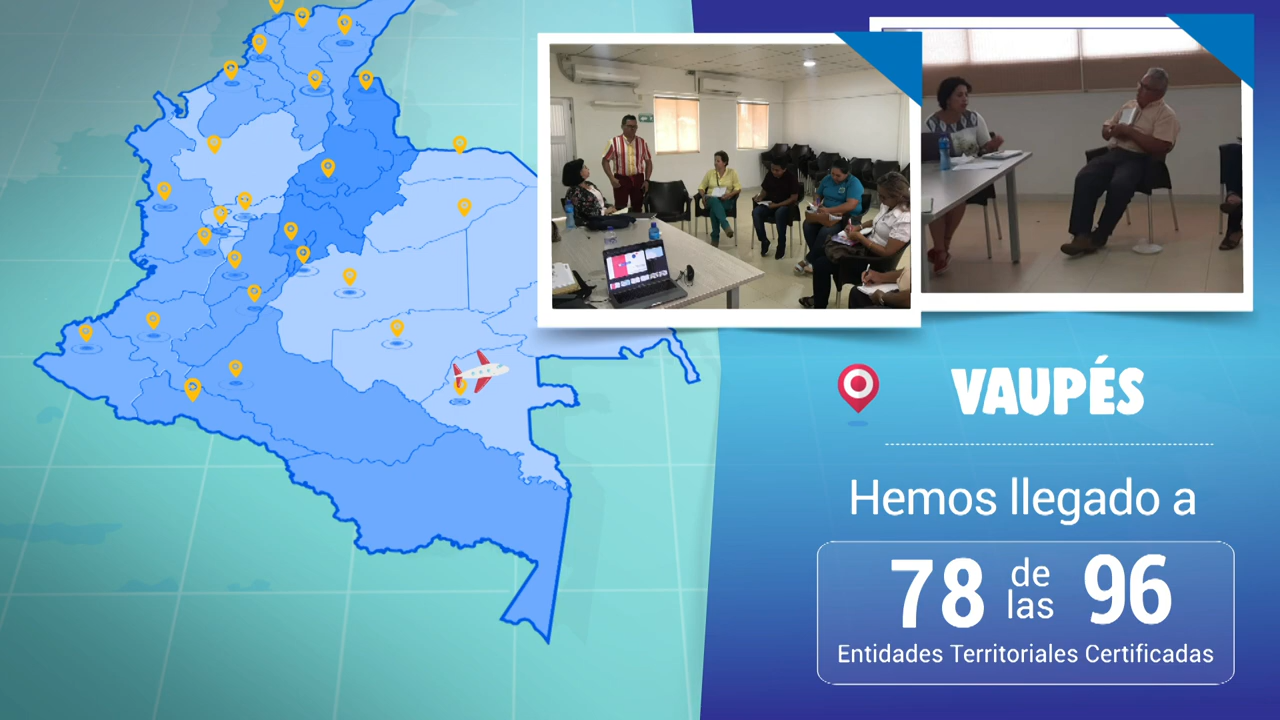 VAUPÉS
Hemos llegado a
78 de las 96
Entidades Territoriales Certificadas